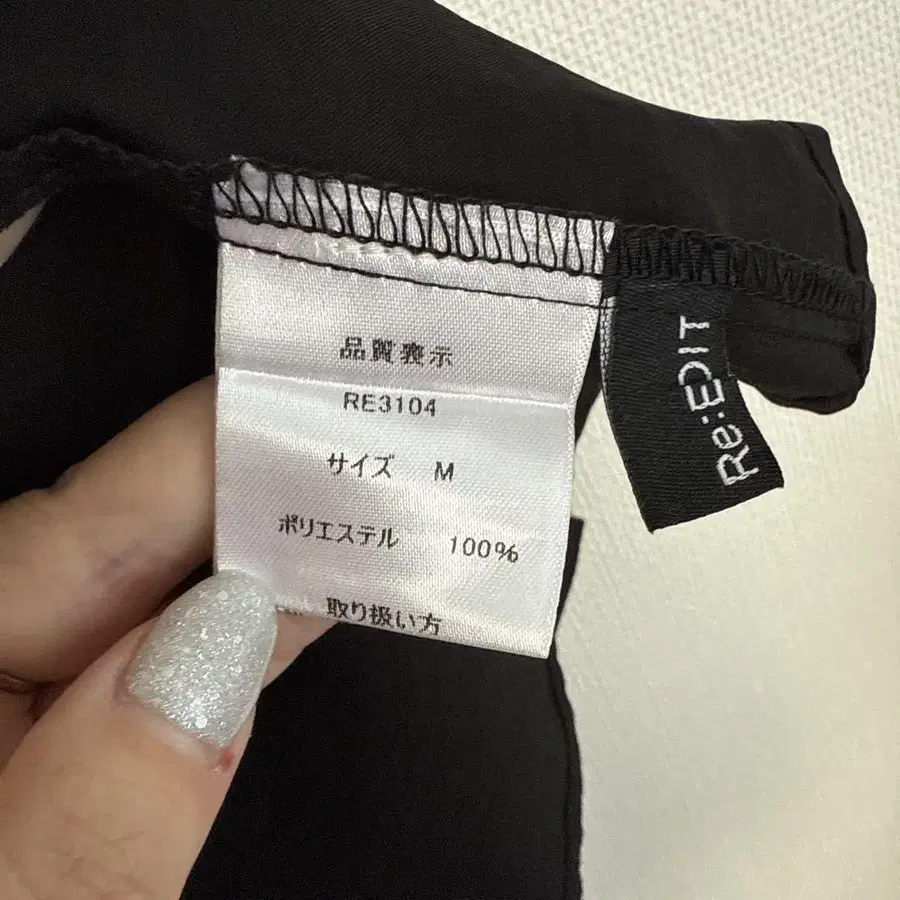 品質表示
RE3104
サイズ M
ポリエステル 100%
取り扱い方
Re:EDIT